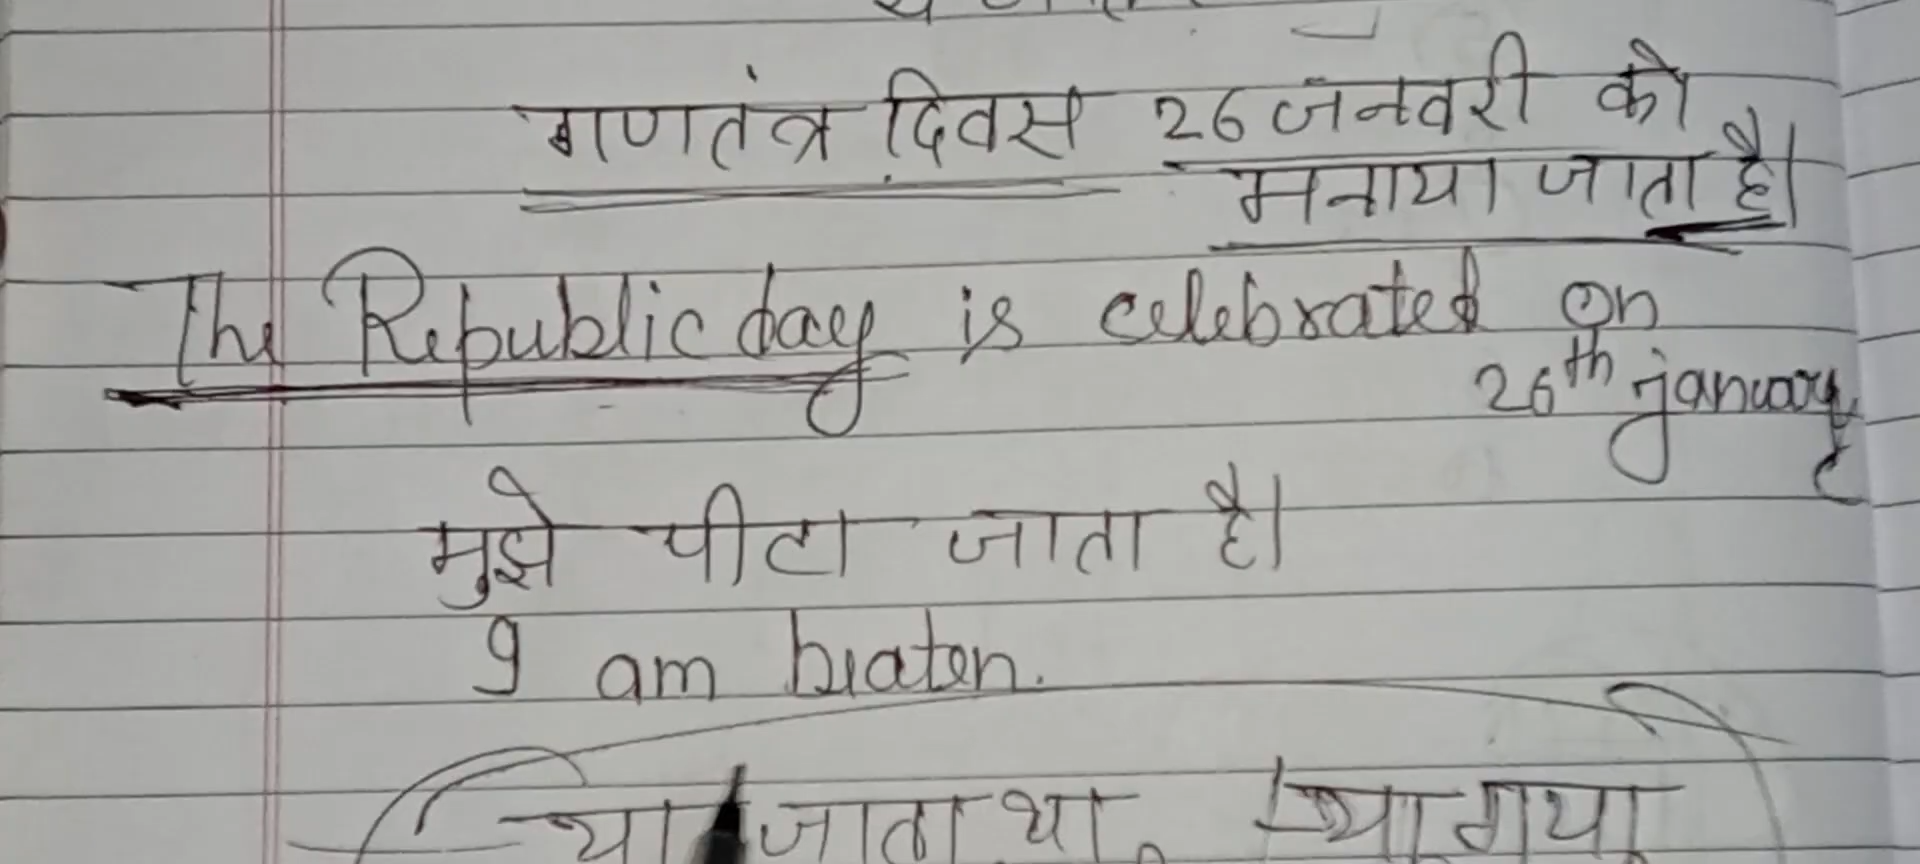 गणतंत्र दिवस 26 जनवरी को
मनाया जाता है।
The Republic day is celebrated on
26th january
मुझे पीटा जाता है।
I am beaten.
या जाता था,
या गया